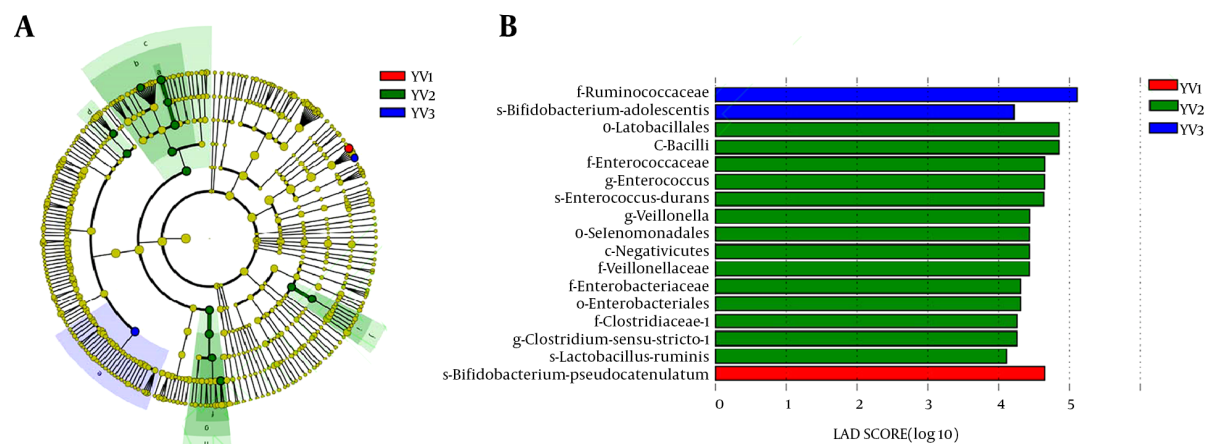 A
c
b
a
d
YV1
YV2
YV3
e
f
o
B
f-Ruminococcaceae
s-Bifidobacterium-adolescentis
o-Latobacillales
C-Bacilli
f-Enterococcaceae
g-Enterococcus
s-Enterococcus-durans
g-Veillonella
o-Selenomonadales
c-Negativicutes
f-Veillonellaceae
f-Enterobacteriaceae
o-Enterobacteriales
f-Clostridiaceae-1
g-Clostridium-sensu-stricto-1
s-Lactobacillus-ruminis
s-Bifidobacterium-pseudocatenulatum
0 1 2 3 4 5
LAD SCORE(log 10)
YV1
YV2
YV3